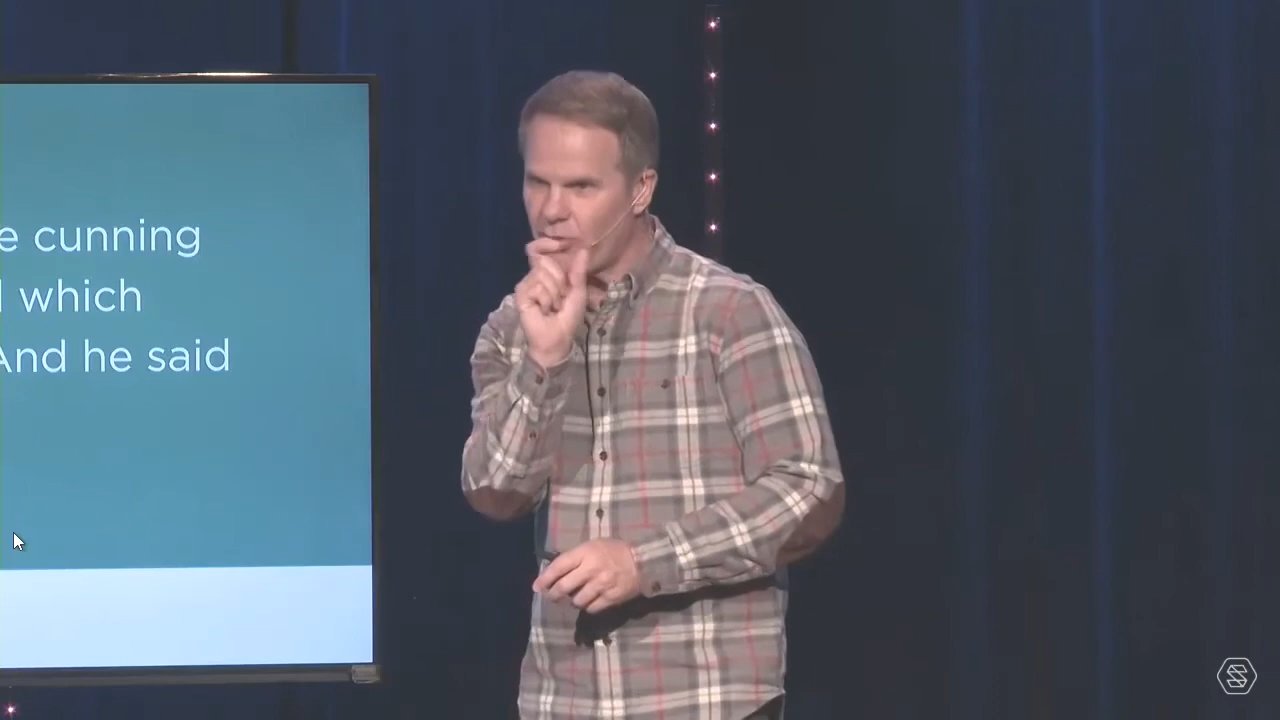 e cunning
which
And he said